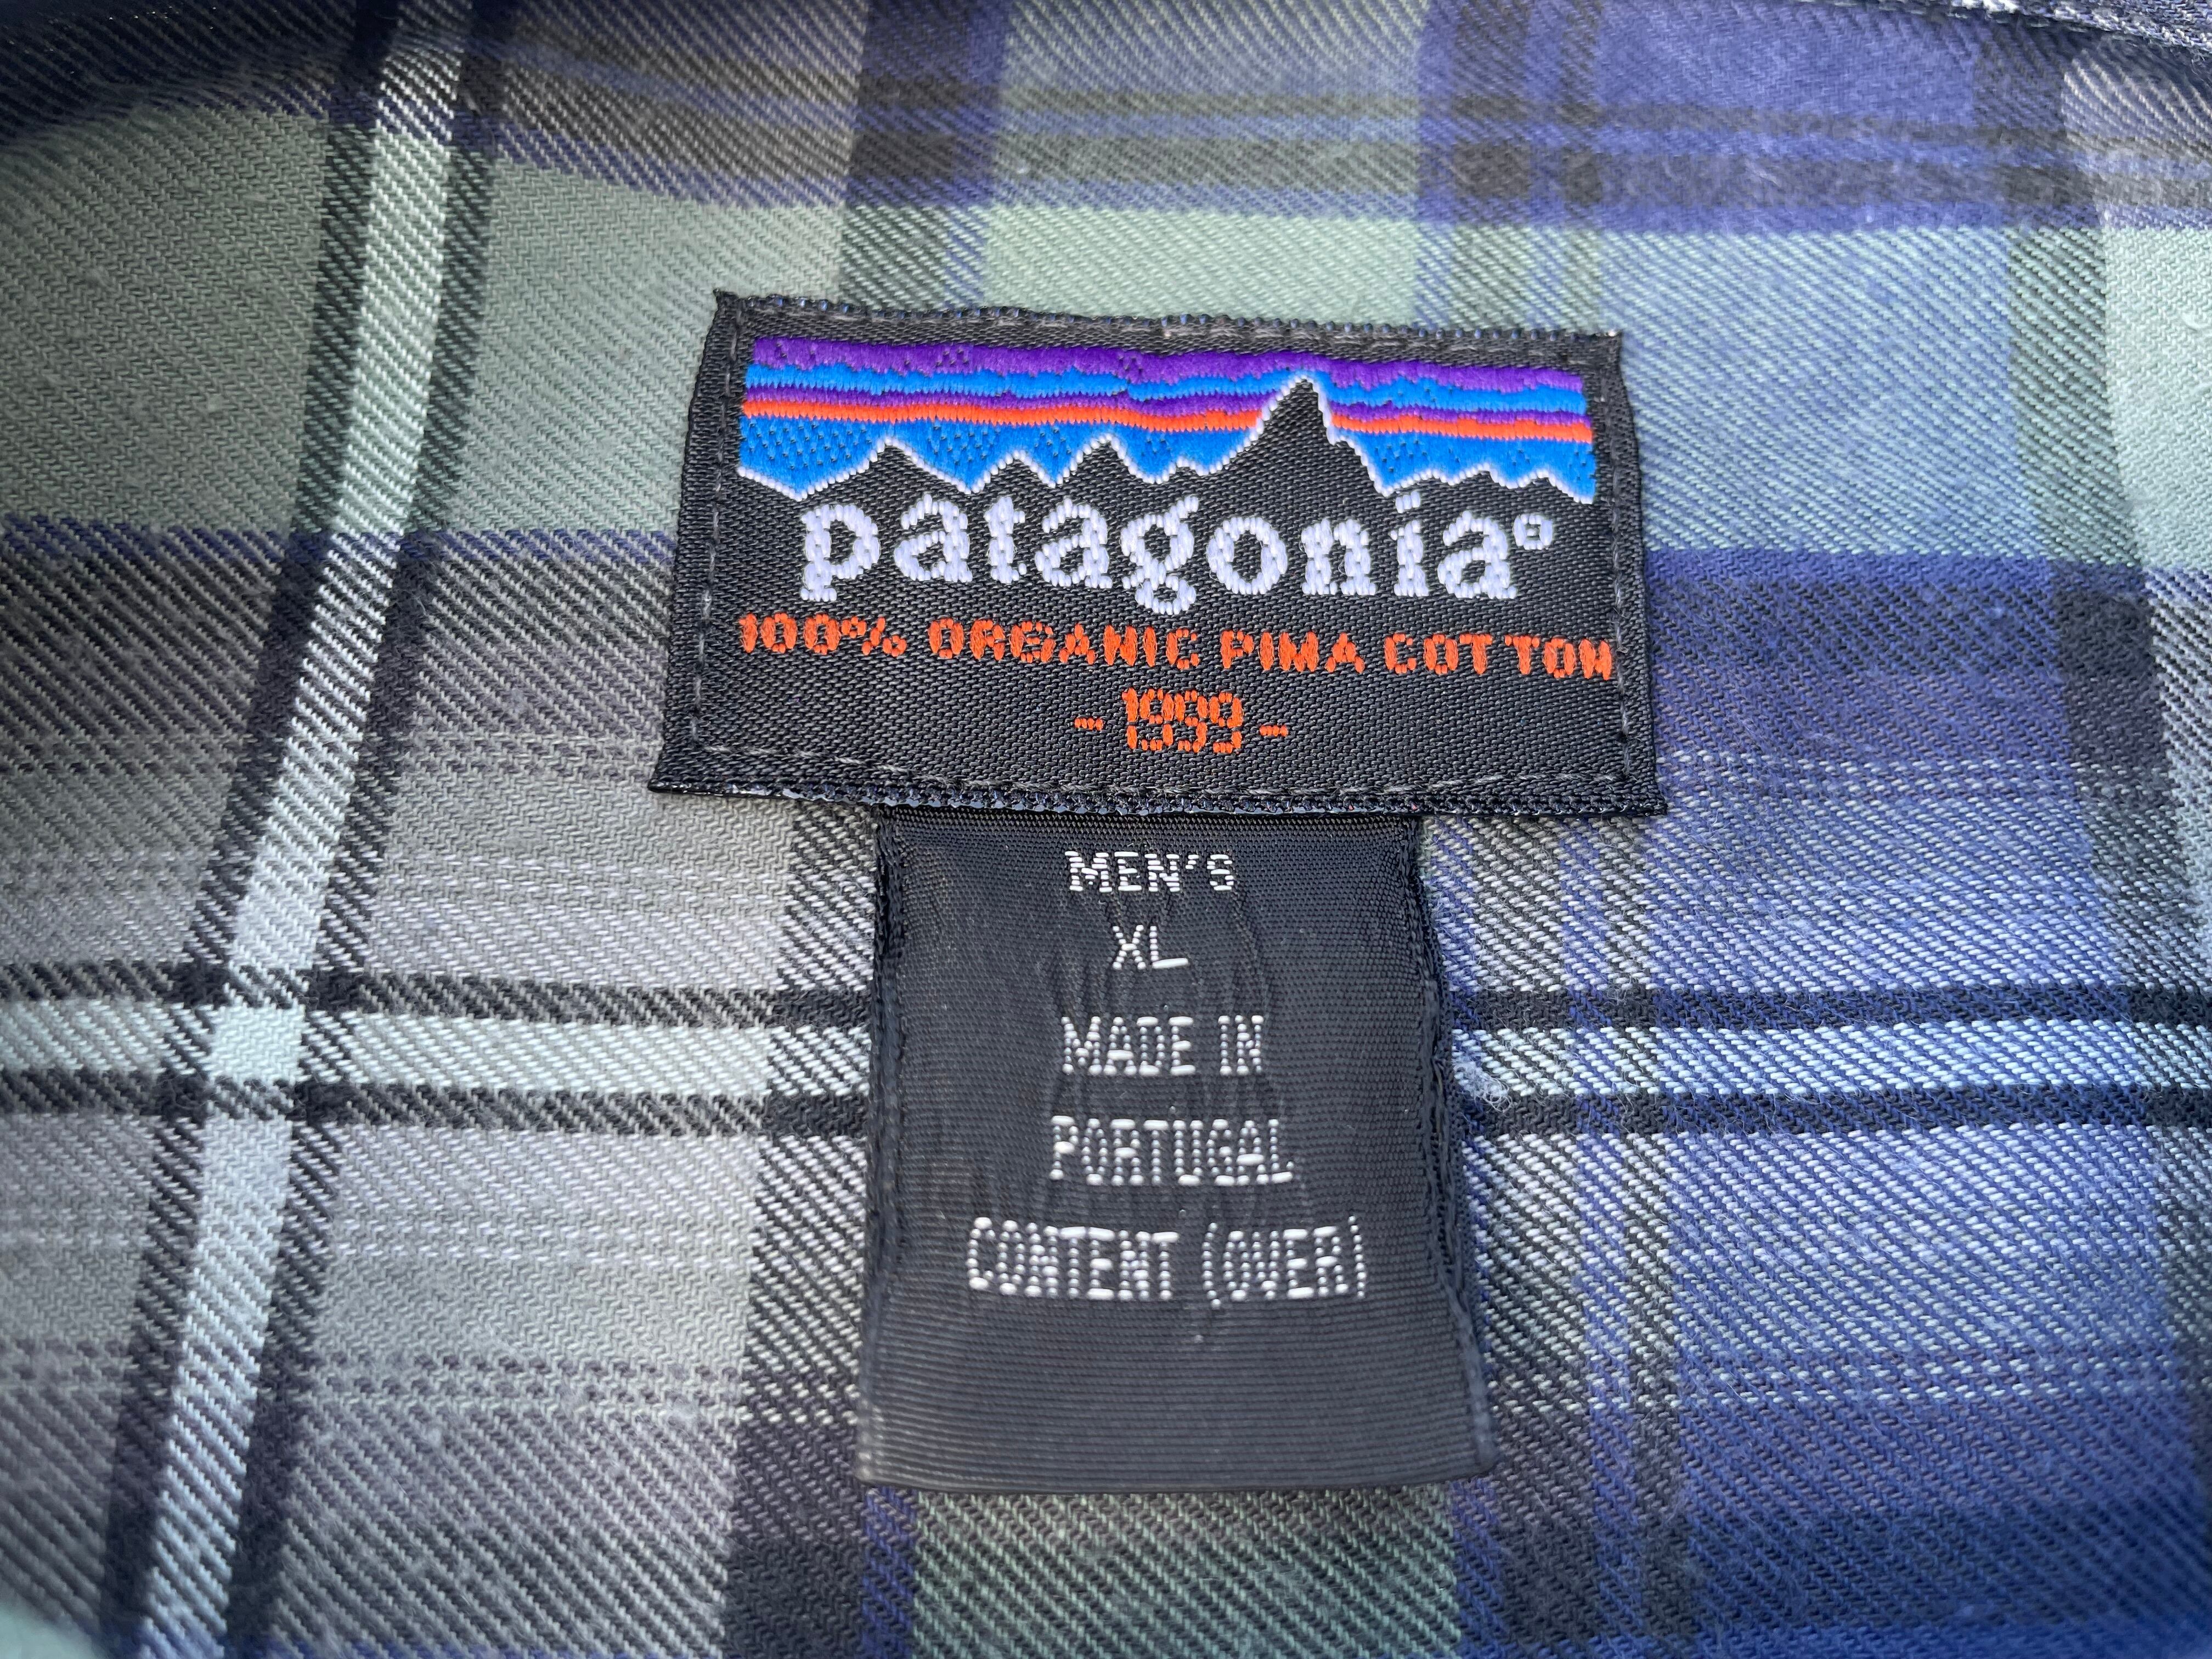 patagonia®
100% ORGANIC PIMA COTTON
- 1999 -
MEN'S
XL
MADE IN
PORTUGAL
CONTENT (OVER)